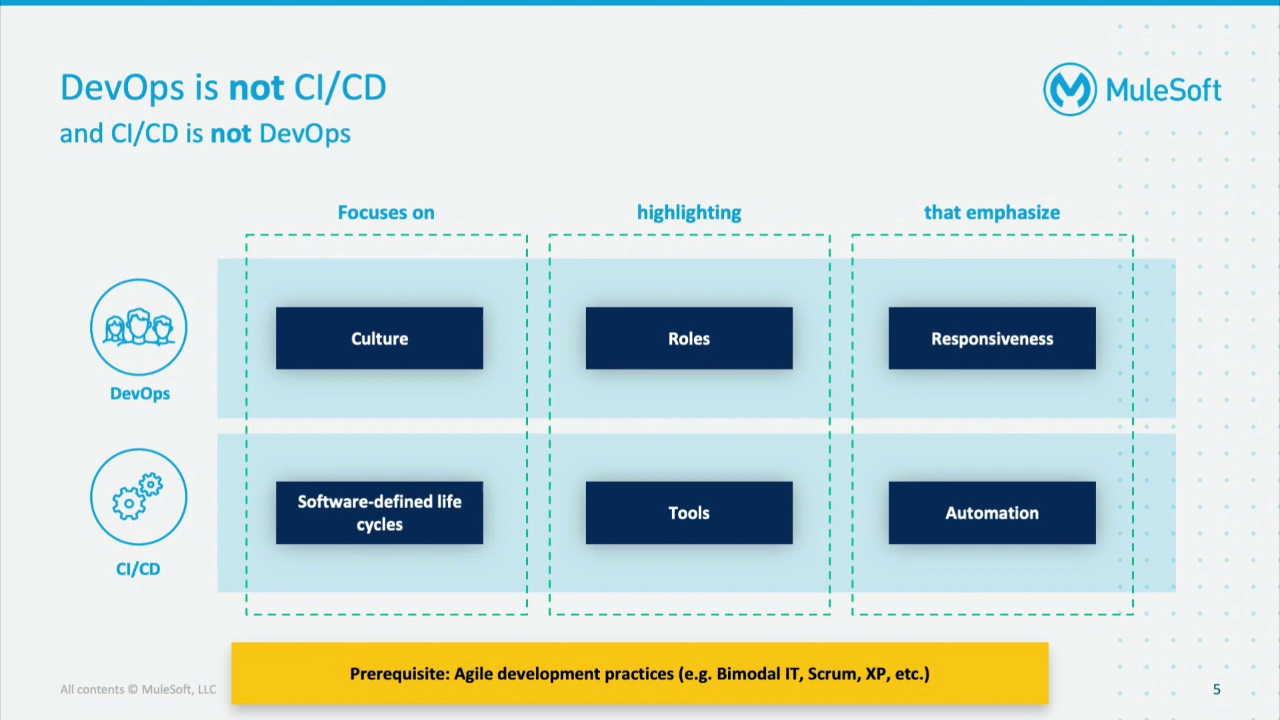 DevOps is not CI/CD
and CI/CD is not DevOps
MuleSoft
Focuses on
highlighting
that emphasize
DevOps
Culture
Roles
Responsiveness
CI/CD
Software-defined life
cycles
Tools
Automation
Prerequisite: Agile development practices (e.g. Bimodal IT, Scrum, XP, etc.)
All contents © MuleSoft, LLC
5